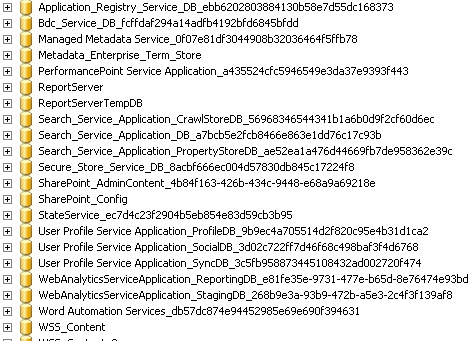 Application_Registry_Service_DB_ebb6202803884130b58e7d55dc168373
Bdc_Service_DB_fcffdaf294a14adfb4192bfd6845bfdd
Managed Metadata Service_0f07e81df3044908b32036464f5ffb78
Metadata_Enterprise_Term_Store
PerformancePoint Service Application_a435524cfc5946549e3da37e9393f443
ReportServer
ReportServerTempDB
Search_Service_Application_CrawlStoreDB_56968346544341b1a6b0d9f2cf60d6ec
Search_Service_Application_DB_a7bcb5e2fcb8466e863e1dd76c17c93b
Search_Service_Application_PropertyStoreDB_ae52ea1a476d44669fb7de958362e39c
Secure_Store_Service_DB_8acbf666ec004d57830db845c17224f8
SharePoint_AdminContent_4b84f163-426b-434c-9448-e68a9a69218e
SharePoint_Config
StateService_ec7d4c23f2904b5eb854e83d59cb3b95
User Profile Service Application_ProfileDB_9b9ec4a705514d2f820c95e4b31d1ca2
User Profile Service Application_SocialDB_3d02c722ff7d46f68c498baf3f4d6768
User Profile Service Application_SyncDB_3c5fb958873445108432ad002720f474
WebAnalyticsServiceApplication_ReportingDB_e81fe35e-9731-477e-b65d-8e76474e93bd
WebAnalyticsServiceApplication_StagingDB_268b9e3a-93b9-472b-a5e3-2c4f3f139af8
Word Automation Services_db57dc874e94452985e69e690f394631
WSS_Content